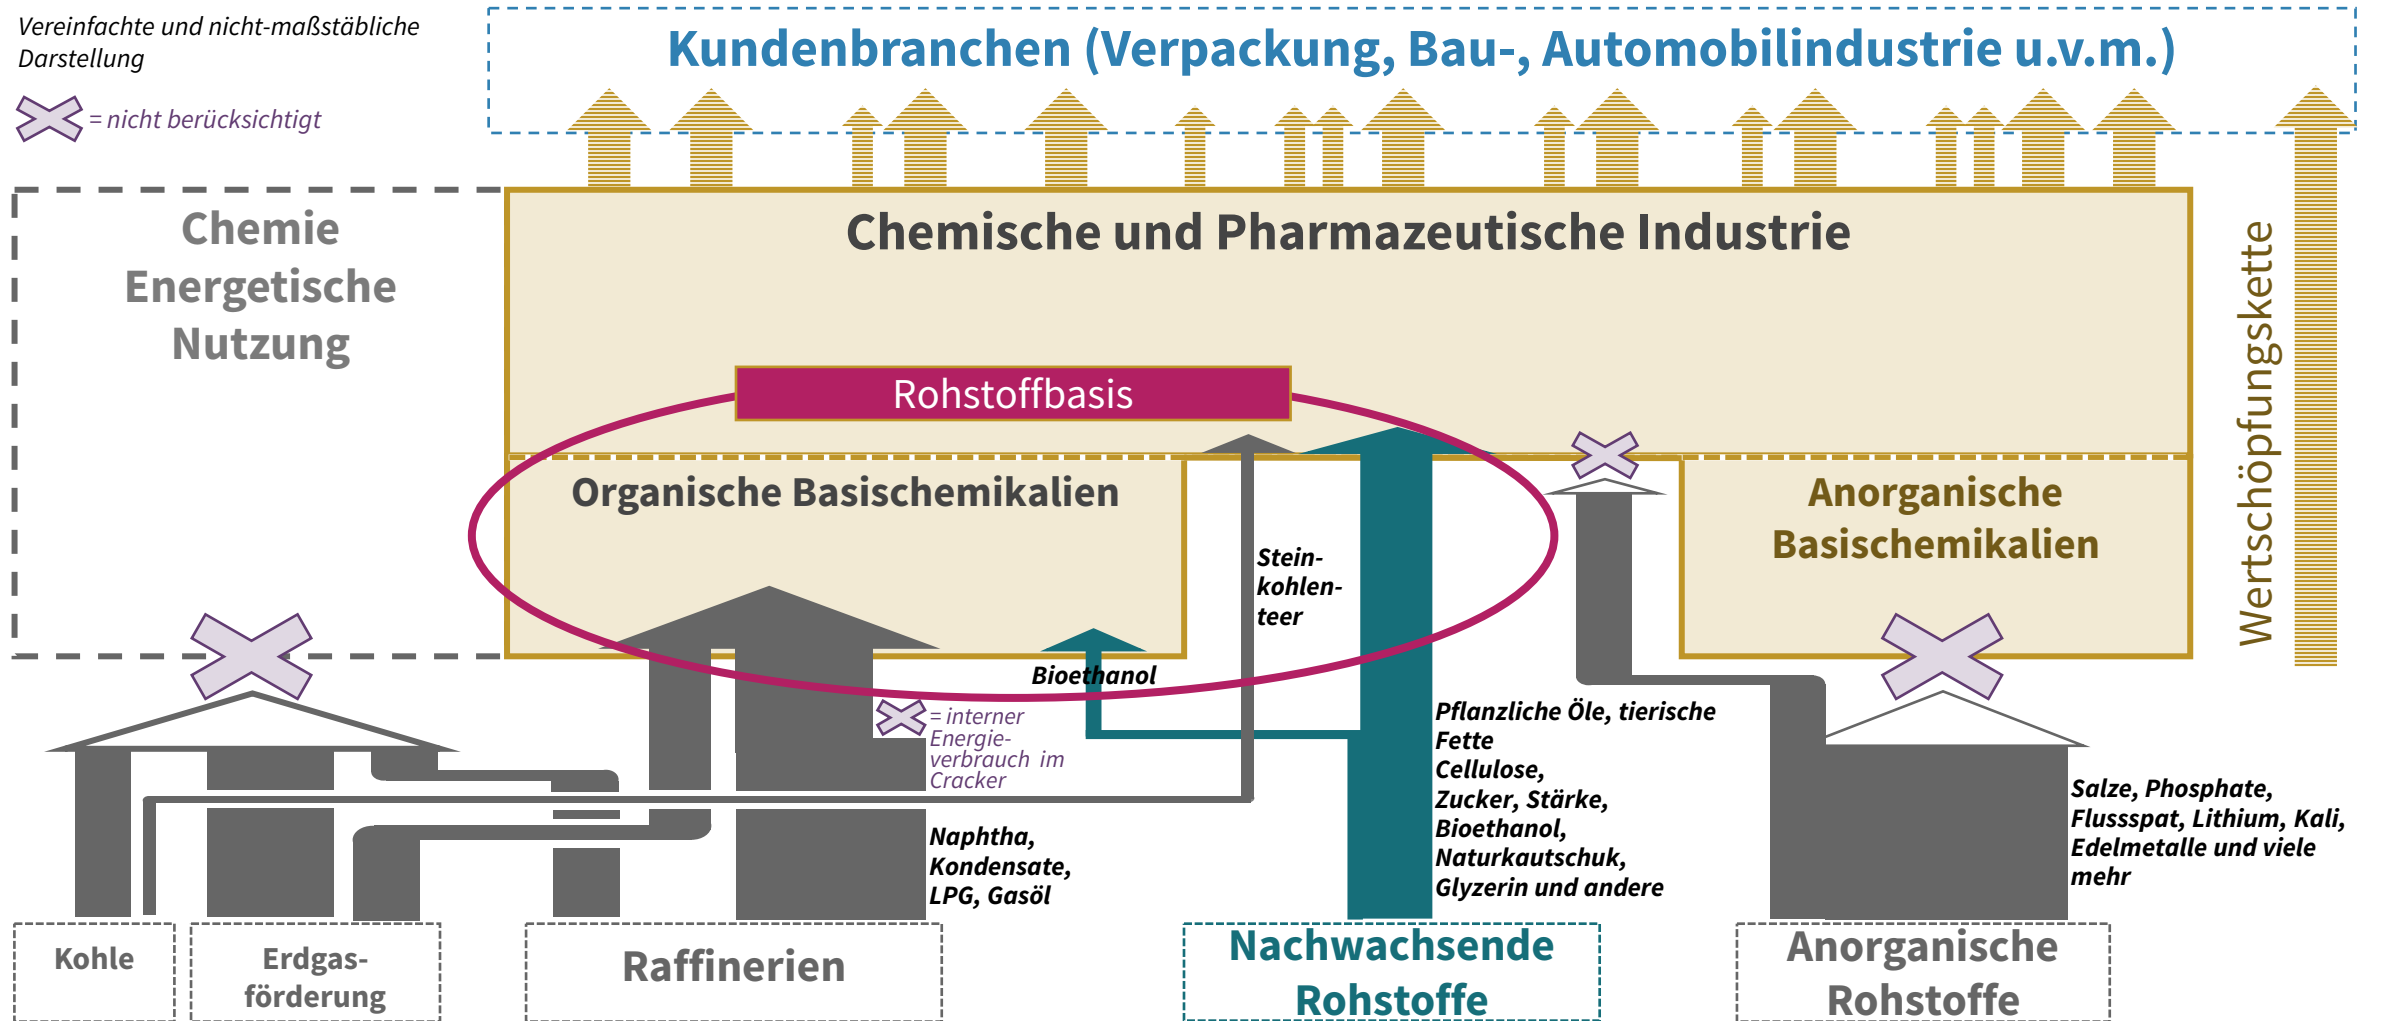 Vereinfachte und nicht-maßstäbliche
Darstellung
= nicht berücksichtigt
Kundenbranchen (Verpackung, Bau-, Automobilindustrie u.v.m.)
Chemie
Energetische
Nutzung
Chemische und Pharmazeutische Industrie
Wertschöpfungskette
Rohstoffbasis
Organische Basischemikalien
Anorganische
Basischemikalien
Stein-
kohlen-
teer
Bioethanol
= interner
Energie-
verbrauch im
Cracker
Naphtha,
Kondensate,
LPG, Gasöl
Pflanzliche Öle, tierische
Fette
Cellulose,
Zucker, Stärke,
Bioethanol,
Naturkautschuk,
Glyzerin und andere
Salze, Phosphate,
Flussspat, Lithium, Kali,
Edelmetalle und viele
mehr
Kohle
Erdgas-
förderung
Raffinerien
Nachwachsende
Rohstoffe
Anorganische
Rohstoffe